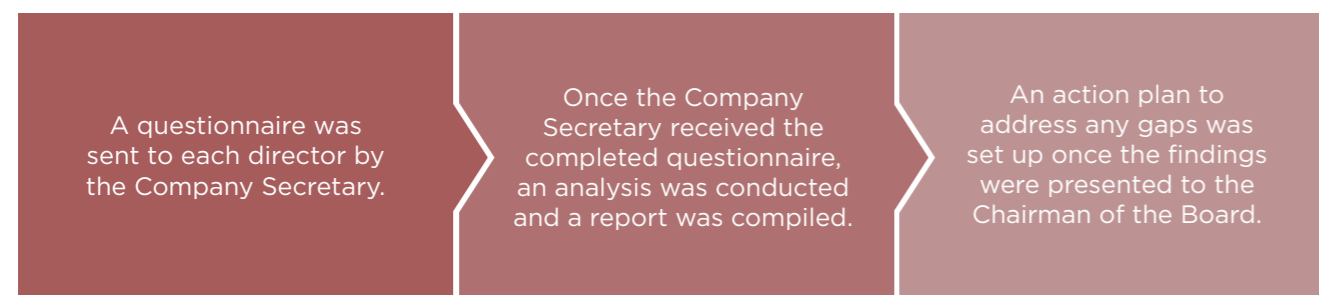 A questionnaire was
sent to each director by
the Company Secretary.
Once the Company
Secretary received the
completed questionnaire,
an analysis was conducted
and a report was compiled.
An action plan to
address any gaps was
set up once the findings
were presented to the
Chairman of the Board.